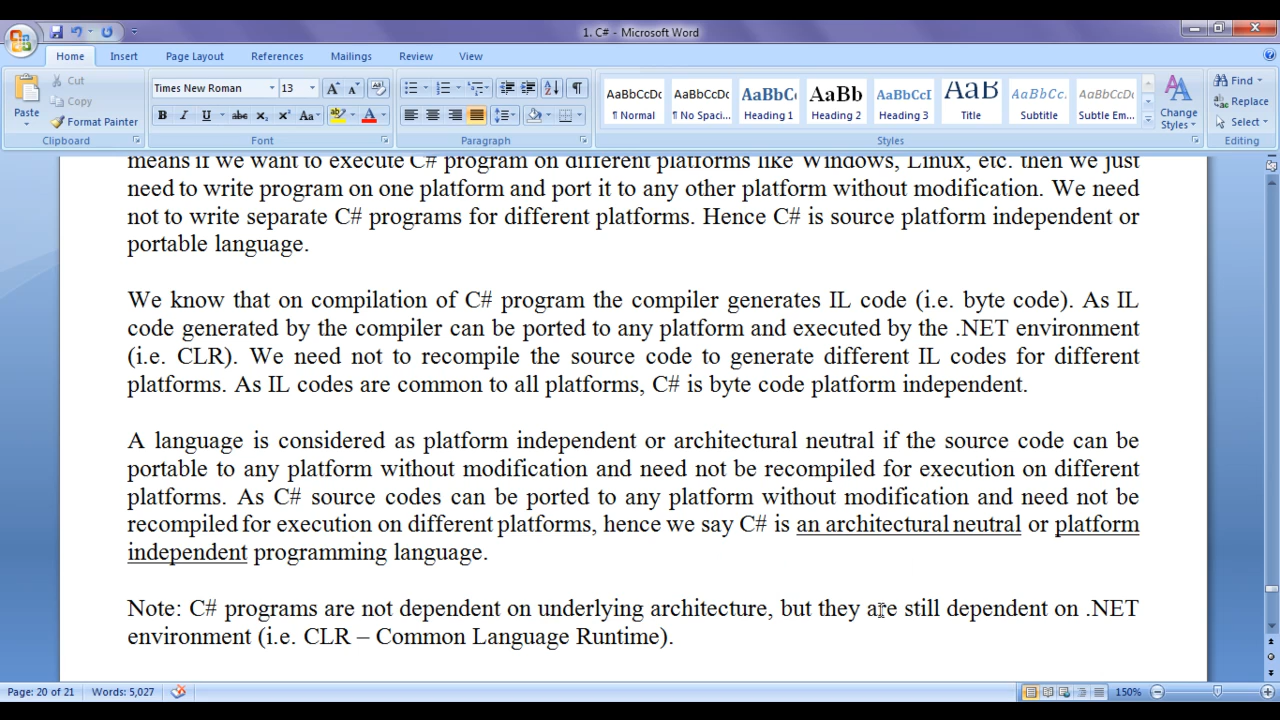 1. C# - Microsoft Word
Home Insert Page Layout References Mailings Review View
Paste
Cut
Copy
Format Painter
Clipboard
Times New Roman 13
B I U abc x₂ x² Aa A
Font
Paragraph
AaBbCcDc AaBbCcDc AaBbC AaBb AaBbCcI AaB AaBbCc. AaBbCcDc
¶ Normal ¶ No Spaci... Heading 1 Heading 2 Heading 3 Title Subtitle Subtle Em...
Change Styles
Styles
Find
Replace
Select
Editing
means if we want to execute C# program on different platforms like Windows, Linux, etc. then we just
need to write program on one platform and port it to any other platform without modification. We need
not to write separate C# programs for different platforms. Hence C# is source platform independent or
portable language.
We know that on compilation of C# program the compiler generates IL code (i.e. byte code). As IL
code generated by the compiler can be ported to any platform and executed by the .NET environment
(i.e. CLR). We need not to recompile the source code to generate different IL codes for different
platforms. As IL codes are common to all platforms, C# is byte code platform independent.
A language is considered as platform independent or architectural neutral if the source code can be
portable to any platform without modification and need not be recompiled for execution on different
platforms. As C# source codes can be ported to any platform without modification and need not be
recompiled for execution on different platforms, hence we say C# is an architectural neutral or platform
independent programming language.
Note: C# programs are not dependent on underlying architecture, but they are still dependent on .NET
environment (i.e. CLR – Common Language Runtime).
Page: 20 of 21 Words: 5,027 150%